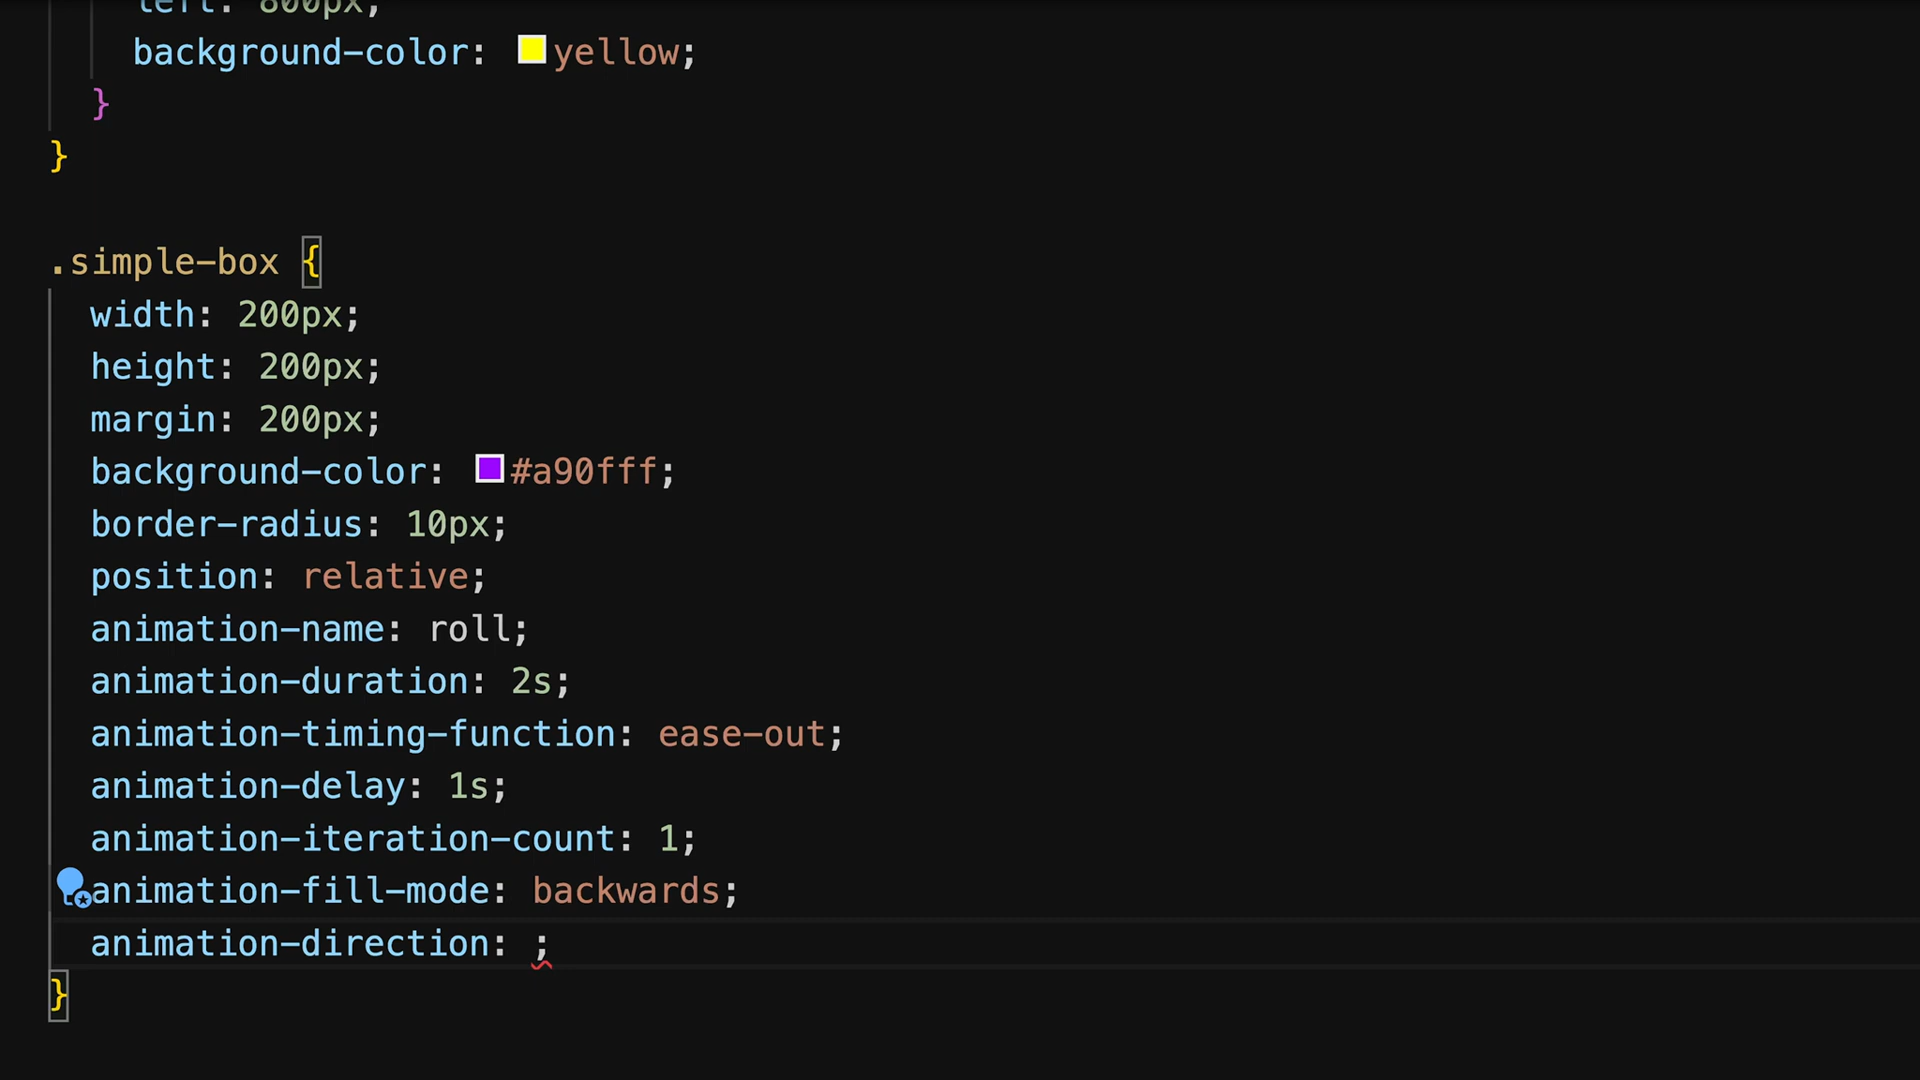 left: 800px;
background-color: yellow;
}
}
.simple-box {
width: 200px;
height: 200px;
margin: 200px;
background-color: #a90fff;
border-radius: 10px;
position: relative;
animation-name: roll;
animation-duration: 2s;
animation-timing-function: ease-out;
animation-delay: 1s;
animation-iteration-count: 1;
animation-fill-mode: backwards;
animation-direction: ;
}